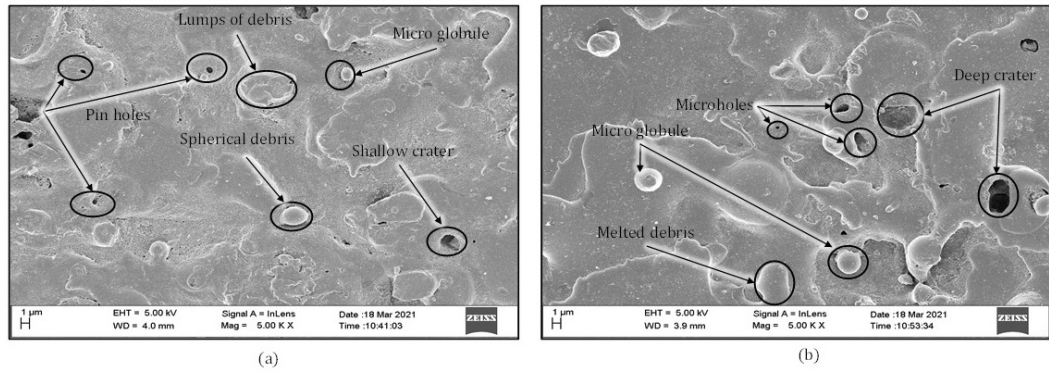 Lumps of debris
Micro globule
Pin holes
Spherical debris
Shallow crater
1 µm
EHT = 5.00 kV
WD = 4.0 mm
Signal A = InLens
Mag = 5.00 K X
Date :18 Mar 2021
Time :10:41:03
ZEISS
(a)
Deep crater
Microholes
Micro globule
Melted debris
1 µm
EHT = 5.00 kV
WD = 3.9 mm
Signal A = InLens
Mag = 5.00 K X
Date :18 Mar 2021
Time :10:53:34
ZEISS
(b)